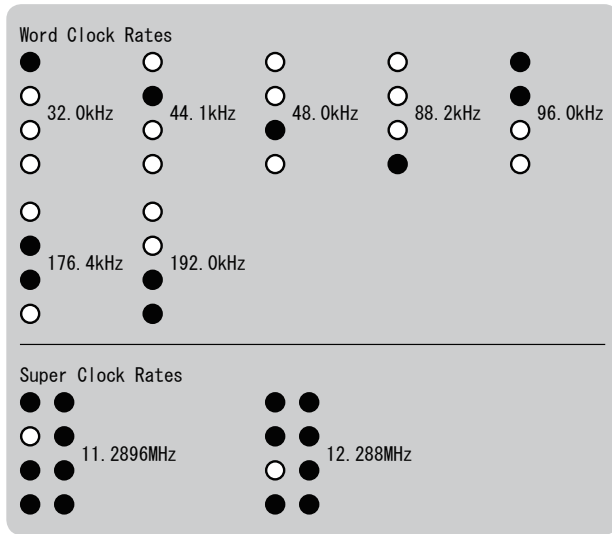 Word Clock Rates
32.0kHz 44.1kHz 48.0kHz 88.2kHz 96.0kHz
176.4kHz 192.0kHz
Super Clock Rates
11.2896MHz 12.288MHz